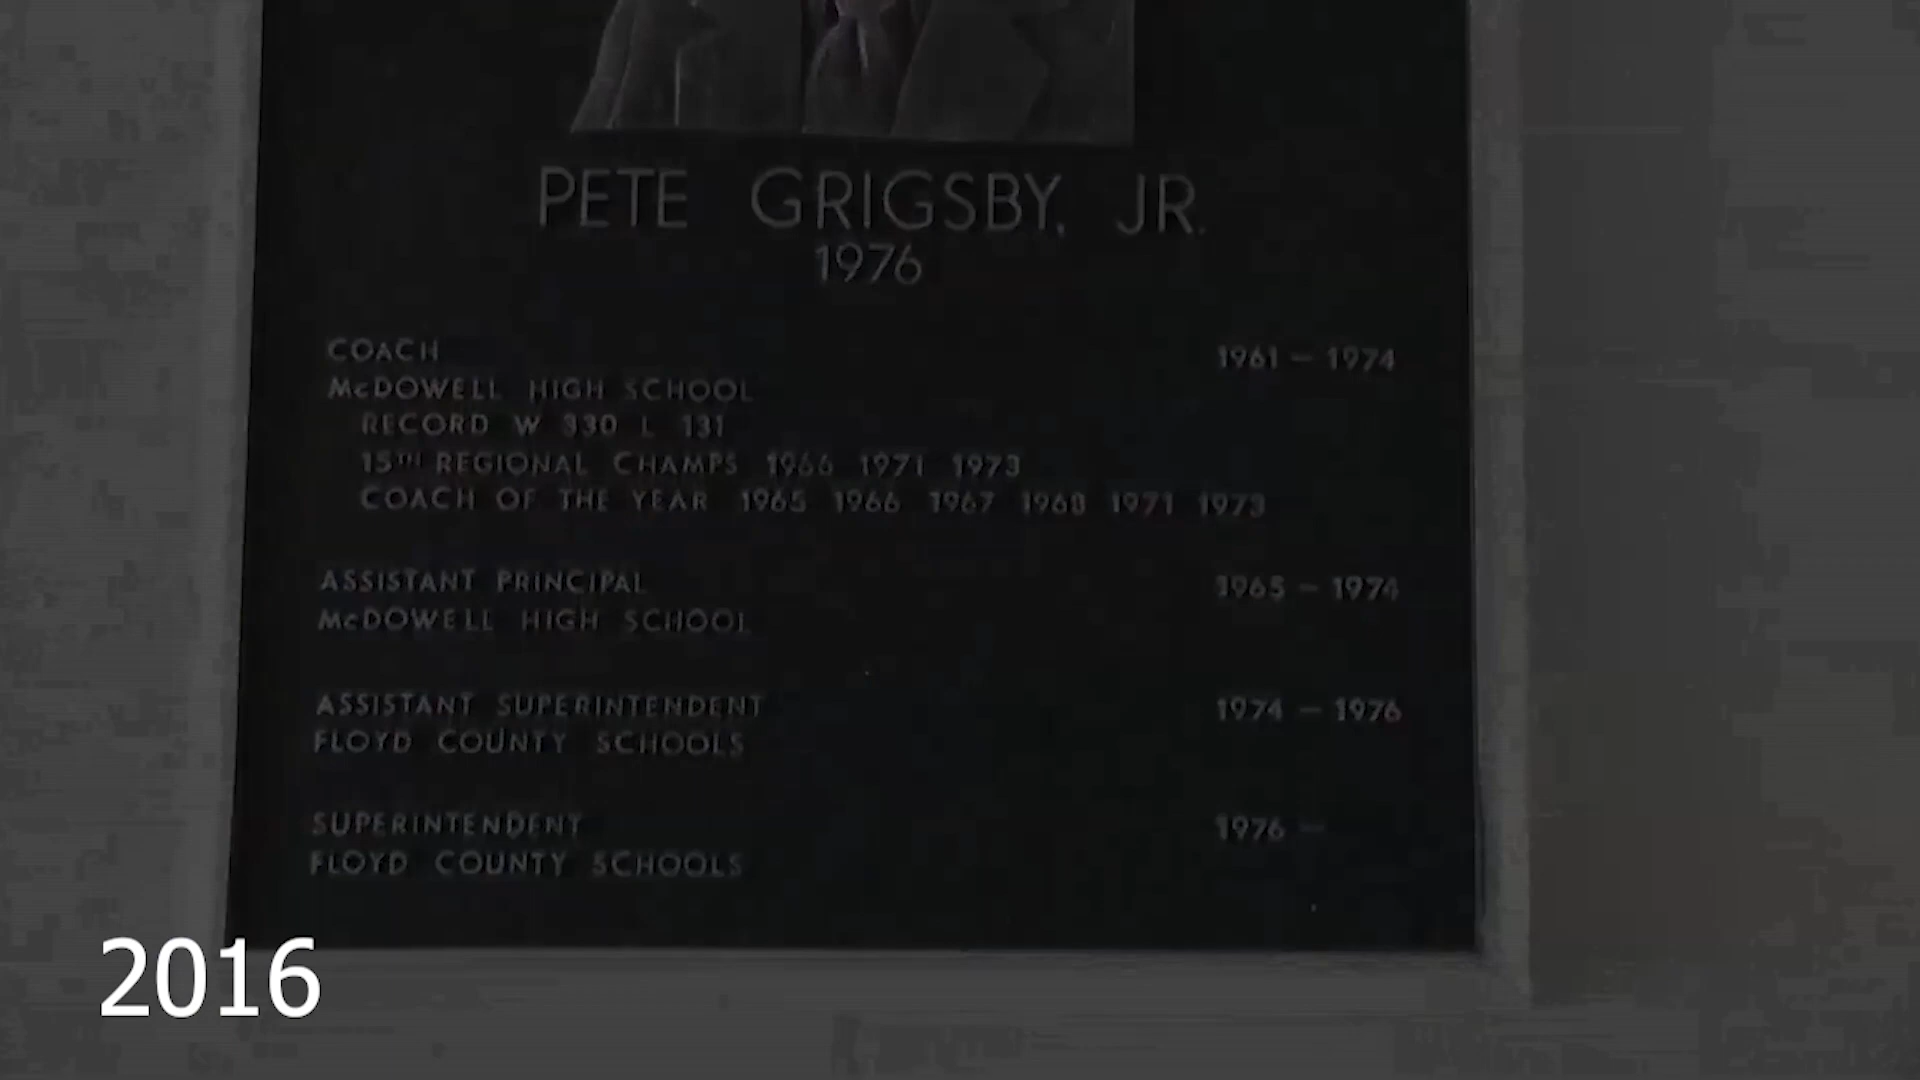 PETE GRIGSBY, JR.
1976
COACH 1961 – 1974
McDOWELL HIGH SCHOOL
RECORD W 330 L 131
15TH REGIONAL CHAMPS 1966 1971 1973
COACH OF THE YEAR 1965 1966 1967 1968 1971 1973
ASSISTANT PRINCIPAL 1965 – 1974
McDOWELL HIGH SCHOOL
ASSISTANT SUPERINTENDENT 1974 – 1976
FLOYD COUNTY SCHOOLS
SUPERINTENDENT 1976 –
FLOYD COUNTY SCHOOLS
2016